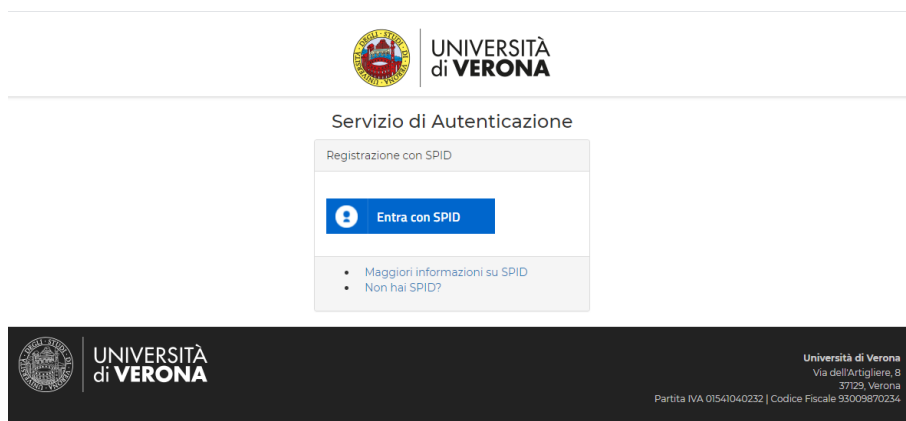 UNIVERSITÀ
di VERONA
Servizio di Autenticazione
Registrazione con SPID
Entra con SPID
Maggiori informazioni su SPID
Non hai SPID?
UNIVERSITÀ
di VERONA
Università di Verona
Via dell'Artigliere, 8
37129, Verona
Partita IVA 01541040232 | Codice Fiscale 93009870234